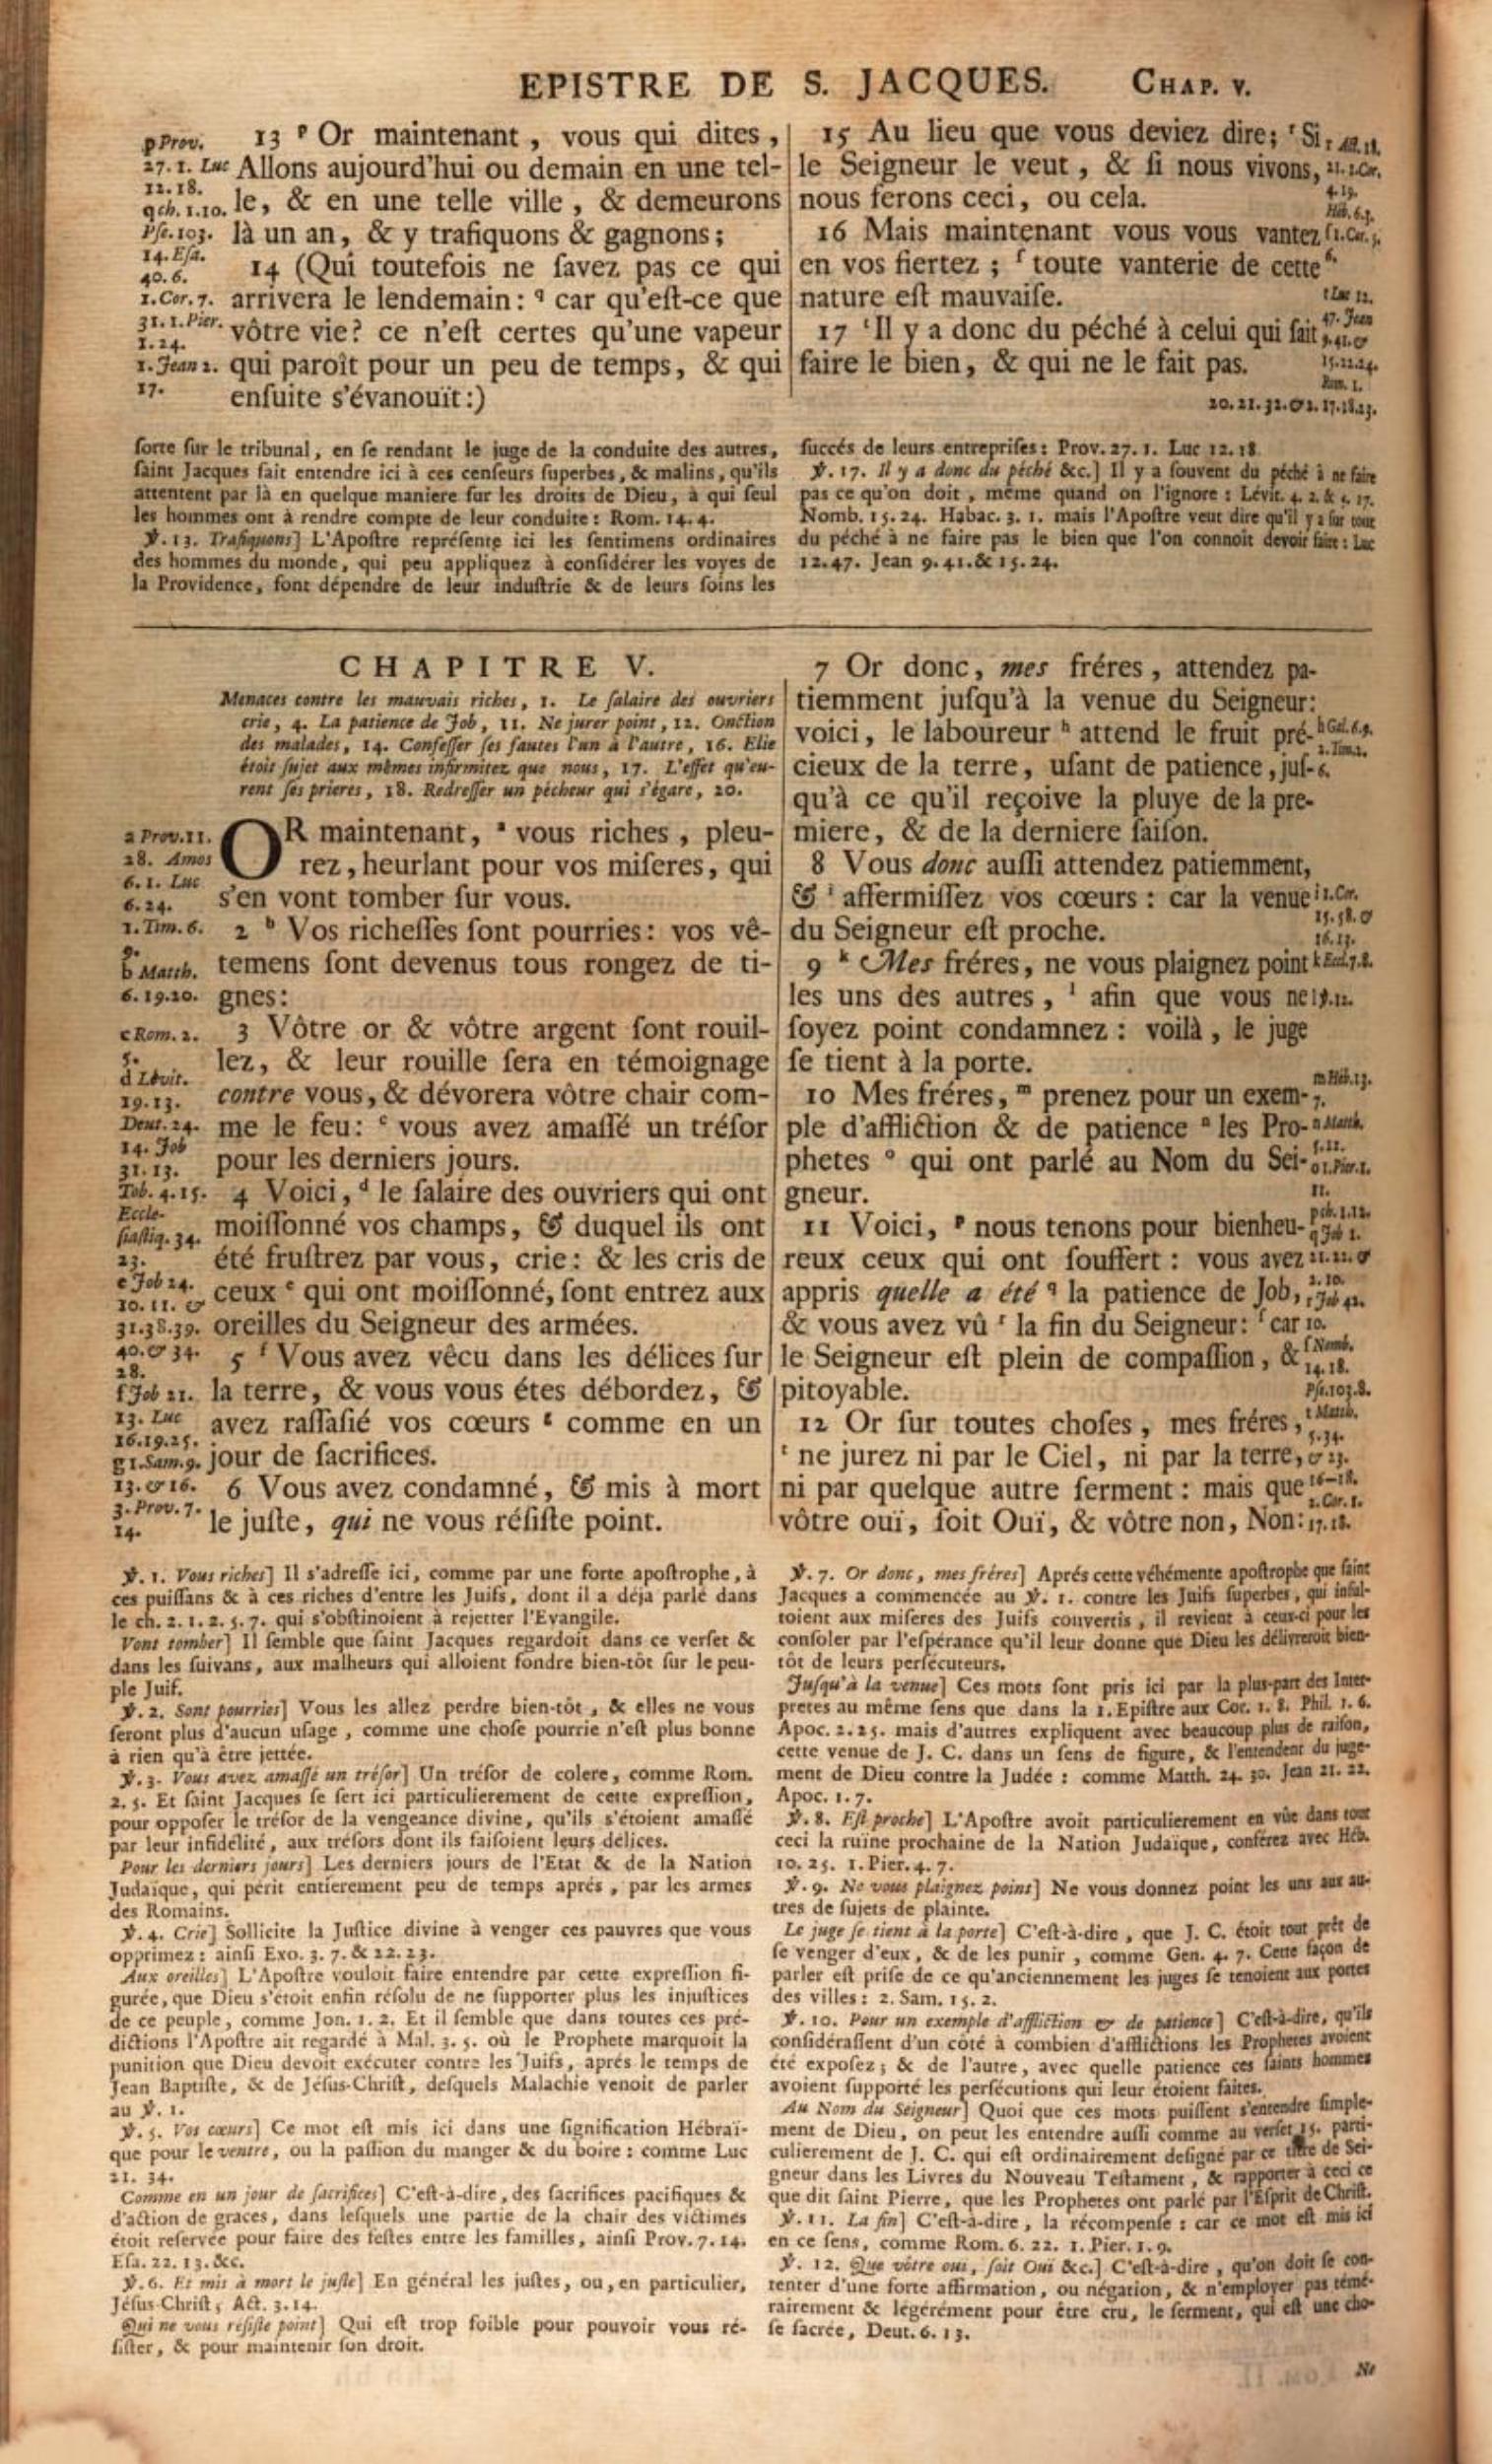 EPISTRE DE S. JACQUES. CHAP. V.
p Prov.
27. 1. Luc
12. 18.
q ch. 1. 10.
Pse. 103.
14. Esa.
40. 6.
1. Cor. 7.
31. 1. Pier.
1. 24.
1. Jean 2.
17.
13 ᵖ Or maintenant, vous qui dites,
Allons aujourd'hui ou demain en une tel-
le, & en une telle ville, & demeurons
là un an, & y trafiquons & gagnons;
14 (Qui toutefois ne ſavez pas ce qui
arrivera le lendemain: ᑫ car qu'eſt-ce que
vôtre vie? ce n'eſt certes qu'une vapeur
qui paroît pour un peu de temps, & qui
enſuite s'évanouït:)
15 Au lieu que vous deviez dire; ʳ Si
le Seigneur le veut, & ſi nous vivons,
nous ferons ceci, ou cela.
16 Mais maintenant vous vous vantez
en vos fiertez; ſ toute vanterie de cette
nature eſt mauvaiſe.
17 ᵗ Il y a donc du péché à celui qui ſait
faire le bien, & qui ne le fait pas.
21. 1. Cor.
4. 19.
Héb. 6. 3.
ſ 1. Cor. 5.
6.
t Luc 12.
47. Jean
9. 41. &
15. 22. 24.
Rom. 1.
20. 21. 32. & 2. 17. 18. 23.
ſorte ſur le tribunal, en ſe rendant le juge de la conduite des autres,
ſaint Jacques fait entendre ici à ces cenſeurs ſuperbes, & malins, qu'ils
attentent par là en quelque maniere ſur les droits de Dieu, à qui ſeul
les hommes ont à rendre compte de leur conduite: Rom. 14. 4.
℣. 13. Trafiquons] L'Apoſtre repréſente ici les ſentimens ordinaires
des hommes du monde, qui peu appliquez à conſidérer les voyes de
la Providence, font dépendre de leur induſtrie & de leurs ſoins les
ſuccés de leurs entrepriſes: Prov. 27. 1. Luc 12. 18.
℣. 17. Il y a donc du péché &c.] Il y a ſouvent du péché à ne faire
pas ce qu'on doit, même quand on l'ignore: Lévit. 4. 2. & 5. 17.
Nomb. 15. 24. Habac. 3. 1. mais l'Apoſtre veut dire qu'il y a ſur tout
du péché à ne faire pas le bien que l'on connoit devoir faire: Luc
12. 47. Jean 9. 41. & 15. 24.
CHAPITRE V.
Menaces contre les mauvais riches, 1. Le ſalaire des ouvriers
crie, 4. La patience de Job, 11. Ne jurer point, 12. Onction
des malades, 14. Confeſſer ſes fautes l'un à l'autre, 16. Elie
étoit ſujet aux mêmes infirmitez que nous, 17. L'effet qu'eu-
rent ſes prieres, 18. Redreſſer un pécheur qui s'égare, 20.
a Prov. 11.
28. Amos
6. 1. Luc
6. 24.
1. Tim. 6.
9.
b Matth.
6. 19. 20.
c Rom. 2.
5.
d Lévit.
19. 13.
Deut. 24.
14. Job
31. 13.
Tob. 4. 15.
Eccle-
ſiaſtiq. 34.
23.
e Job 24.
10. 11. &
31. 38. 39.
40. & 34.
28.
f Job 21.
13. Luc
16. 19. 25.
g 1. Sam. 9.
13. & 16.
3. Prov. 7.
14.
OR maintenant, ᵃ vous riches, pleu-
rez, heurlant pour vos miſeres, qui
s'en vont tomber ſur vous.
2 ᵇ Vos richeſſes ſont pourries: vos vê-
temens ſont devenus tous rongez de ti-
gnes:
3 Vôtre or & vôtre argent ſont rouil-
lez, & leur rouille ſera en témoignage
contre vous, & dévorera vôtre chair com-
me le feu: ᶜ vous avez amaſſé un tréſor
pour les derniers jours.
4 Voici, ᵈ le ſalaire des ouvriers qui ont
moiſſonné vos champs, & duquel ils ont
été fruſtrez par vous, crie: & les cris de
ceux ᵉ qui ont moiſſonné, ſont entrez aux
oreilles du Seigneur des armées.
5 ᶠ Vous avez vêcu dans les délices ſur
la terre, & vous vous étes débordez, &
avez raſſaſié vos cœurs ᵍ comme en un
jour de ſacrifices.
6 Vous avez condamné, & mis à mort
le juſte, qui ne vous réſiſte point.
7 Or donc, mes fréres, attendez pa-
tiemment juſqu'à la venue du Seigneur:
voici, le laboureur ʰ attend le fruit pré-
cieux de la terre, uſant de patience, juſ-
qu'à ce qu'il reçoive la pluye de la pre-
miere, & de la derniere ſaiſon.
8 Vous donc auſſi attendez patiemment,
& ⁱ affermiſſez vos cœurs: car la venue
du Seigneur eſt proche.
9 ᵏ Mes fréres, ne vous plaignez point
les uns des autres, ˡ afin que vous ne
ſoyez point condamnez: voilà, le juge
ſe tient à la porte.
10 Mes fréres, ᵐ prenez pour un exem-
ple d'affliction & de patience ⁿ les Pro-
phetes ᵒ qui ont parlé au Nom du Sei-
gneur.
11 Voici, ᵖ nous tenons pour bienheu-
reux ceux qui ont ſouffert: vous avez
appris quelle a été ᑫ la patience de Job,
& vous avez vû ʳ la fin du Seigneur: ſ car
le Seigneur eſt plein de compaſſion, &
pitoyable.
12 Or ſur toutes choſes, mes fréres,
ᵗ ne jurez ni par le Ciel, ni par la terre,
ni par quelque autre ſerment: mais que
vôtre ouï, ſoit Ouï, & vôtre non, Non:
h Gal. 6. 9.
2. Tim. 2.
6.
i 1. Cor.
15. 58. &
16. 13.
k Eccl. 7. 8.
l ℣. 12.
m Héb. 13.
7.
n Matth.
5. 12.
o 1. Pier. 1.
11.
p ch. 1. 12.
q Job 1.
21. 22. &
2. 10.
r Job 42.
10.
ſ Nomb.
14. 18.
Pſe. 103. 8.
t Matth.
5. 34.
& 23.
16-18.
2. Cor. 1.
17. 18.
℣. 1. Vous riches] Il s'adreſſe ici, comme par une forte apoſtrophe, à
ces puiſſans & à ces riches d'entre les Juifs, dont il a déja parlé dans
le ch. 2. 1. 2. 5. 7. qui s'obſtinoient à rejetter l'Evangile.
Vont tomber] Il ſemble que ſaint Jacques regardoit dans ce verſet &
dans les ſuivans, aux malheurs qui alloient fondre bien-tôt ſur le peu-
ple Juif.
℣. 2. Sont pourries] Vous les allez perdre bien-tôt, & elles ne vous
ſeront plus d'aucun uſage, comme une choſe pourrie n'eſt plus bonne
à rien qu'à être jettée.
℣. 3. Vous avez amaſſé un tréſor] Un tréſor de colere, comme Rom.
2. 5. Et ſaint Jacques ſe ſert ici particulierement de cette expreſſion,
pour oppoſer le tréſor de la vengeance divine, qu'ils s'étoient amaſſé
par leur infidélité, aux tréſors dont ils faiſoient leurs délices.
Pour les derniers jours] Les derniers jours de l'Etat & de la Nation
Judaïque, qui périt entierement peu de temps aprés, par les armes
des Romains.
℣. 4. Crie] Sollicite la Juſtice divine à venger ces pauvres que vous
opprimez: ainſi Exo. 3. 7. & 22. 23.
Aux oreilles] L'Apoſtre vouloit faire entendre par cette expreſſion fi-
gurée, que Dieu s'étoit enfin réſolu de ne ſupporter plus les injuſtices
de ce peuple, comme Jon. 1. 2. Et il ſemble que dans toutes ces pré-
dictions l'Apoſtre ait regardé à Mal. 3. 5. où le Prophete marquoit la
punition que Dieu devoit exécuter contre les Juifs, aprés le temps de
Jean Baptiſte, & de Jéſus-Chriſt, deſquels Malachie venoit de parler
au ℣. 1.
℣. 5. Vos cœurs] Ce mot eſt mis ici dans une ſignification Hébraï-
que pour le ventre, ou la paſſion du manger & du boire: comme Luc
21. 34.
Comme en un jour de ſacrifices] C'eſt-à-dire, des ſacrifices pacifiques &
d'action de graces, dans leſquels une partie de la chair des victimes
étoit reſervée pour faire des feſtes entre les familles, ainſi Prov. 7. 14.
Eſa. 22. 13. &c.
℣. 6. Et mis à mort le juſte] En général les juſtes, ou, en particulier,
Jéſus-Chriſt; Act. 3. 14.
Qui ne vous réſiſte point] Qui eſt trop foible pour pouvoir vous ré-
ſiſter, & pour maintenir ſon droit.
℣. 7. Or donc, mes fréres] Aprés cette véhémente apoſtrophe que ſaint
Jacques a commencée au ℣. 1. contre les Juifs ſuperbes, qui inſul-
toient aux miſeres des Juifs convertis, il revient à ceux-ci pour les
conſoler par l'eſpérance qu'il leur donne que Dieu les délivreroit bien-
tôt de leurs perſécuteurs.
Juſqu'à la venue] Ces mots ſont pris ici par la plus-part des Inter-
pretes au même ſens que dans la 1. Epiſtre aux Cor. 1. 8. Phil. 1. 6.
Apoc. 2. 25. mais d'autres expliquent avec beaucoup plus de raiſon,
cette venue de J. C. dans un ſens de figure, & l'entendent du juge-
ment de Dieu contre la Judée: comme Matth. 24. 30. Jean 21. 22.
Apoc. 1. 7.
℣. 8. Eſt proche] L'Apoſtre avoit particulierement en vûe dans tout
ceci la ruïne prochaine de la Nation Judaïque, conférez avec Héb.
10. 25. 1. Pier. 4. 7.
℣. 9. Ne vous plaignez point] Ne vous donnez point les uns aux au-
tres de ſujets de plainte.
Le juge ſe tient à la porte] C'eſt-à-dire, que J. C. étoit tout prêt de
ſe venger d'eux, & de les punir, comme Gen. 4. 7. Cette façon de
parler eſt priſe de ce qu'anciennement les juges ſe tenoient aux portes
des villes: 2. Sam. 15. 2.
℣. 10. Pour un exemple d'affliction & de patience] C'eſt-à-dire, qu'ils
conſidéraſſent d'un côté à combien d'afflictions les Prophetes avoient
été expoſez; & de l'autre, avec quelle patience ces ſaints hommes
avoient ſupporté les perſécutions qui leur étoient faites.
Au Nom du Seigneur] Quoi que ces mots puiſſent s'entendre ſimple-
ment de Dieu, on peut les entendre auſſi comme au verſet 15. parti-
culierement de J. C. qui eſt ordinairement deſigné par ce titre de Sei-
gneur dans les Livres du Nouveau Teſtament, & rapporter à ceci ce
que dit ſaint Pierre, que les Prophetes ont parlé par l'Eſprit de Chriſt.
℣. 11. La fin] C'eſt-à-dire, la récompenſe: car ce mot eſt mis ici
en ce ſens, comme Rom. 6. 22. 1. Pier. 1. 9.
℣. 12. Que vôtre ouï, ſoit Ouï &c.] C'eſt-à-dire, qu'on doit ſe con-
tenter d'une forte affirmation, ou négation, & n'employer pas témé-
rairement & légérément pour être cru, le ſerment, qui eſt une cho-
ſe ſacrée, Deut. 6. 13.
Ne